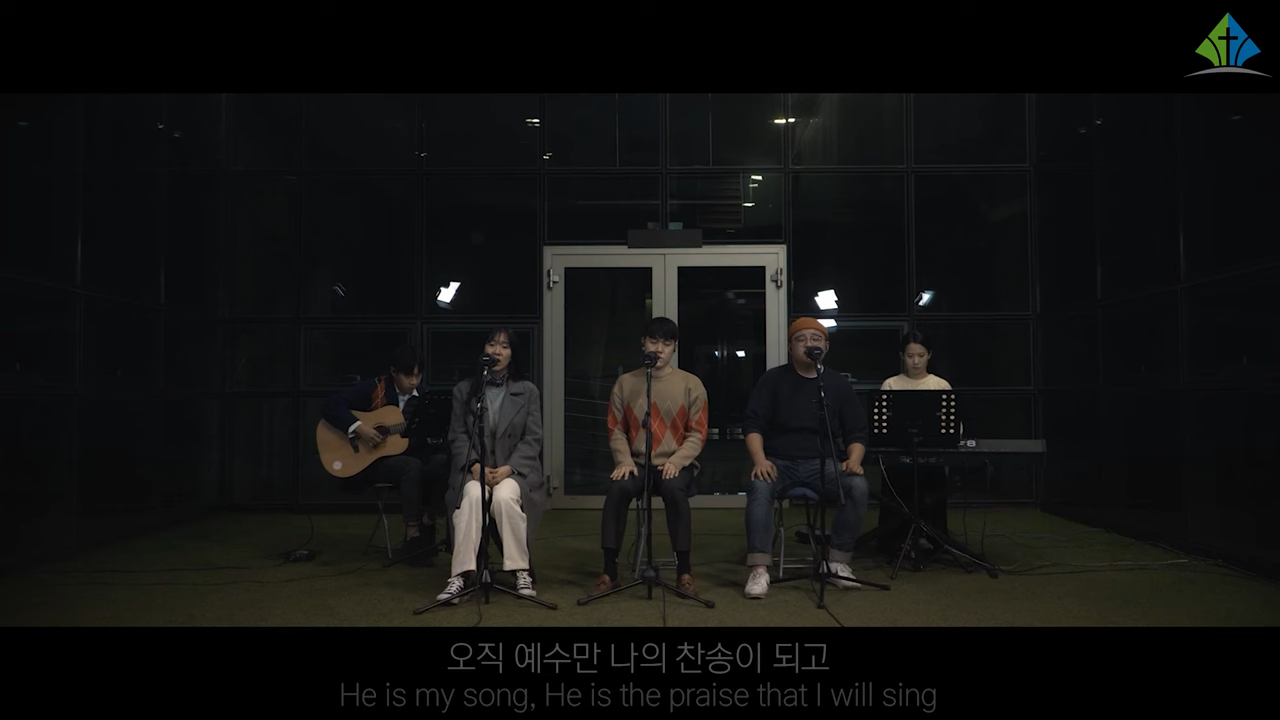 오직 예수만 나의 찬송이 되고
He is my song, He is the praise that I will sing